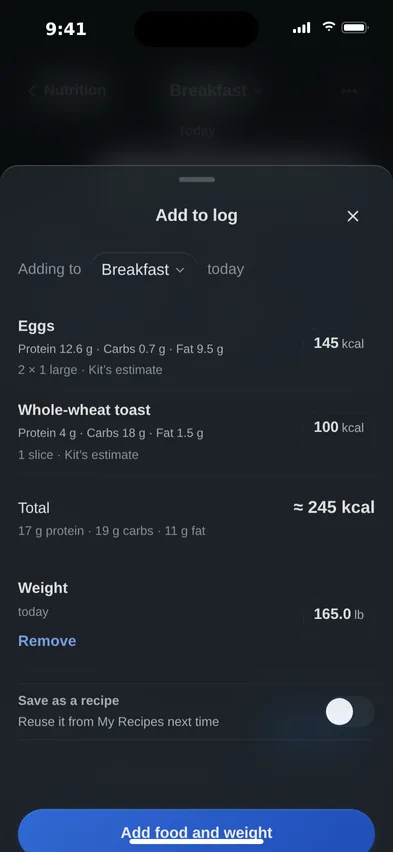 9:41
Nutrition
Breakfast
Today
Add to log
Adding to Breakfast today
Eggs
Protein 12.6 g · Carbs 0.7 g · Fat 9.5 g
145 kcal
2 × 1 large · Kit's estimate
Whole-wheat toast
Protein 4 g · Carbs 18 g · Fat 1.5 g
100 kcal
1 slice · Kit's estimate
Total
≈ 245 kcal
17 g protein · 19 g carbs · 11 g fat
Weight
today
165.0 lb
Remove
Save as a recipe
Reuse it from My Recipes next time
Add food and weight